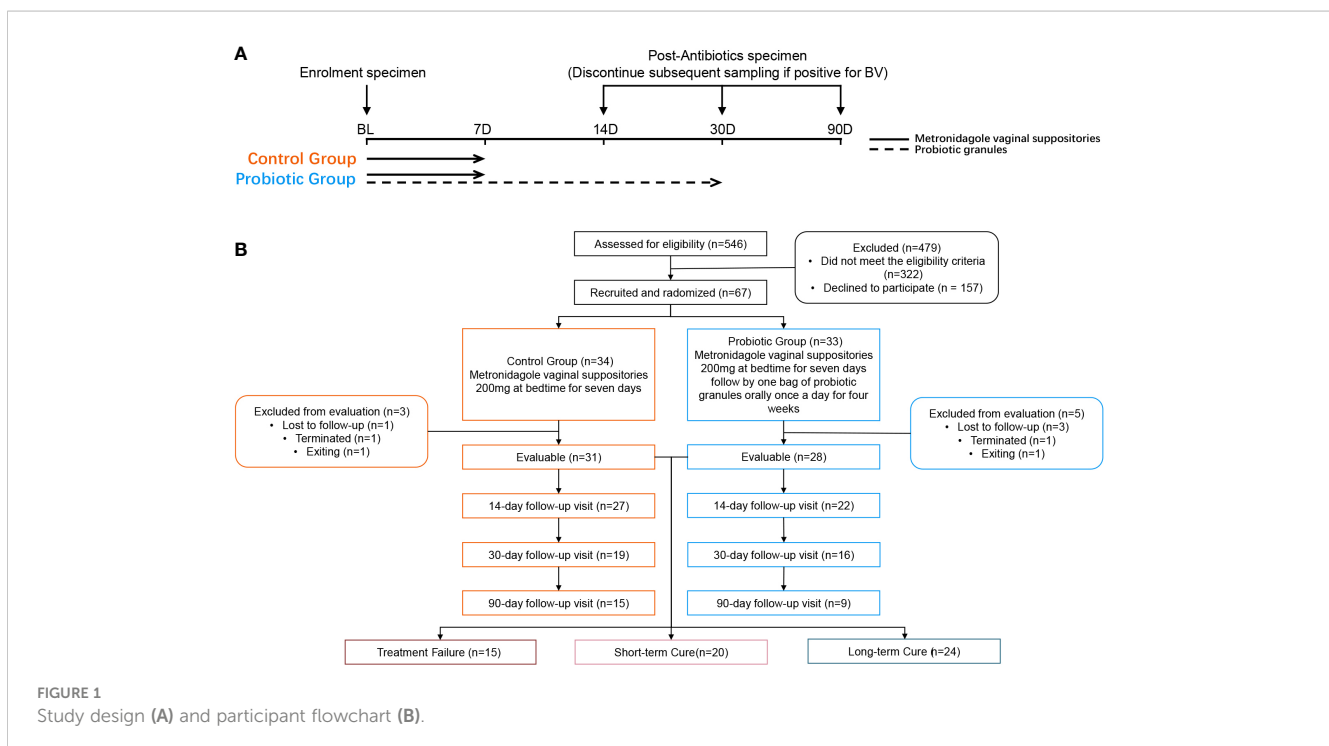 A
Post-Antibiotics specimen
(Discontinue subsequent sampling if positive for BV)
Enrolment specimen
BL
7D
14D
30D
90D
Metronidagole vaginal suppositories
Probiotic granules
Control Group
Probiotic Group
B
Assessed for eligibility (n=546)
Excluded (n=479)
• Did not meet the eligibility criteria
(n=322)
• Declined to participate (n = 157)
Recruited and radomized (n=67)
Control Group (n=34)
Metronidagole vaginal suppositories
200mg at bedtime for seven days
Probiotic Group (n=33)
Metronidagole vaginal suppositories
200mg at bedtime for seven days
follow by one bag of probiotic
granules orally once a day for four
weeks
Excluded from evaluation (n=3)
• Lost to follow-up (n=1)
• Terminated (n=1)
• Exiting (n=1)
Excluded from evaluation (n=5)
• Lost to follow-up (n=3)
• Terminated (n=1)
• Exiting (n=1)
Evaluable (n=31)
Evaluable (n=28)
14-day follow-up visit (n=27)
14-day follow-up visit (n=22)
30-day follow-up visit (n=19)
30-day follow-up visit (n=16)
90-day follow-up visit (n=15)
90-day follow-up visit (n=9)
Treatment Failure (n=15)
Short-term Cure(n=20)
Long-term Cure (n=24)
FIGURE 1
Study design (A) and participant flowchart (B).